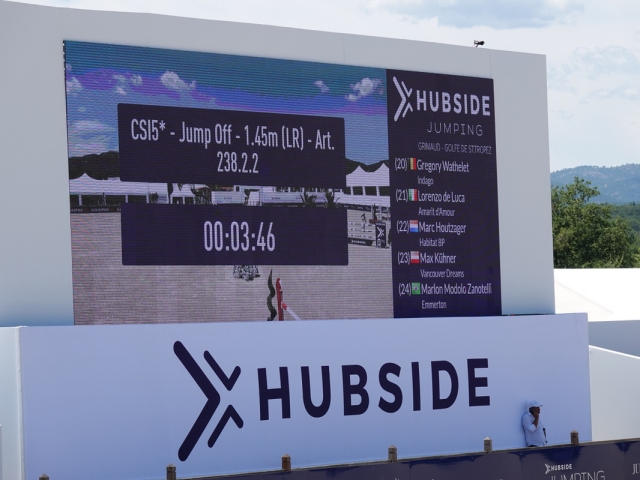 CSI5* - Jump Off - 1.45m (LR) - Art.
238.2.2
00:03:46
HUBSIDE
JUMPING
GRIMAUD - GOLFE DE ST.TROPEZ
(20) Gregory Wathelet
Indago
(21) Lorenzo de Luca
Amarit d'Amour
(22) Marc Houtzager
Habitat BP
(23) Max Kühner
Vancouver Dreams
(24) Marlon Modolo Zanotelli
Emmerton
HUBSIDE
HUBSIDE
JUMPING